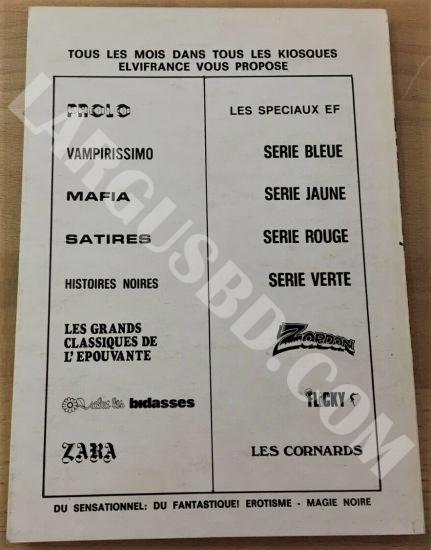 TOUS LES MOIS DANS TOUS LES KIOSQUES
ELVIFRANCE VOUS PROPOSE
PROLO
VAMPIRISSIMO
MAFIA
SATIRES
HISTOIRES NOIRES
LES GRANDS
CLASSIQUES DE
L'EPOUVANTE
salut les bidasses
ZARA
LES SPECIAUX EF
SERIE BLEUE
SERIE JAUNE
SERIE ROUGE
SERIE VERTE
ZORDON
FLICKY
LES CORNARDS
DU SENSATIONNEL: DU FANTASTIQUE! EROTISME - MAGIE NOIRE
LARGUSBD.COM